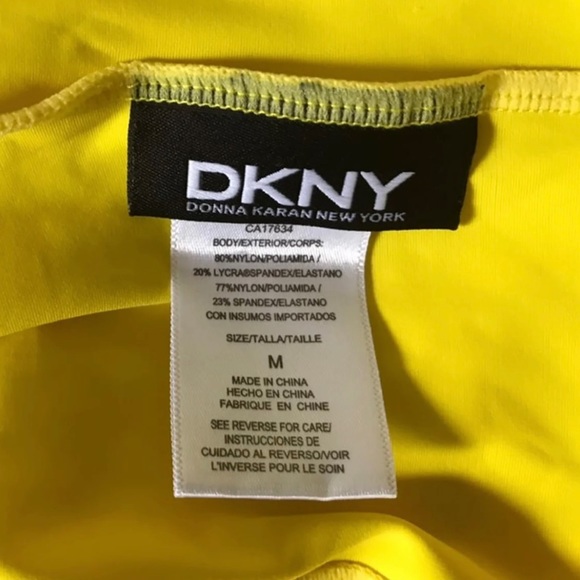 DKNY
DONNA KARAN NEW YORK
CA17634
BODY/EXTERIOR/CORPS:
80%NYLON/POLIAMIDA /
20% LYCRA®SPANDEX/ELASTANO
77%NYLON/POLIAMIDA/
23% SPANDEX/ELASTANO
CON INSUMOS IMPORTADOS
SIZE/TALLA/TAILLE
M
MADE IN CHINA
HECHO EN CHINA
FABRIQUE EN CHINE
SEE REVERSE FOR CARE/
INSTRUCCIONES DE
CUIDADO AL REVERSO/VOIR
L'INVERSE POUR LE SOIN